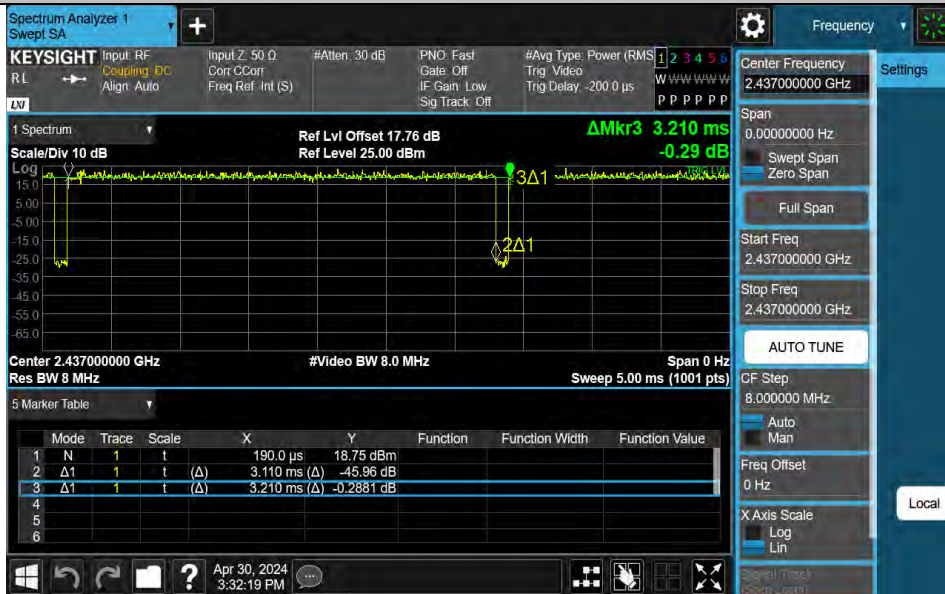 Spectrum Analyzer 1
Swept SA
+
Frequency
KEYSIGHT
RL
LXI
Input: RF
Coupling: DC
Align: Auto
Input Z: 50 Ω
Corr CCorr
Freq Ref: Int (S)
#Atten: 30 dB
PNO: Fast
Gate: Off
IF Gain: Low
Sig Track: Off
#Avg Type: Power (RMS
Trig: Video
Trig Delay: -200.0 µs
1 2 3 4 5 6
W W W W W W
P P P P P P
1 Spectrum
Scale/Div 10 dB
Ref Lvl Offset 17.76 dB
Ref Level 25.00 dBm
ΔMkr3 3.210 ms
-0.29 dB
Log
15.0
5.00
-5.00
-15.0
-25.0
-35.0
-45.0
-55.0
-65.0
3Δ1
TRIG LVL
2Δ1
Center 2.437000000 GHz
#Video BW 8.0 MHz
Span 0 Hz
Res BW 8 MHz
Sweep 5.00 ms (1001 pts)
5 Marker Table
Mode Trace Scale X Y Function Function Width Function Value
1 N 1 t 190.0 µs 18.75 dBm
2 Δ1 1 t (Δ) 3.110 ms (Δ) -45.96 dB
3 Δ1 1 t (Δ) 3.210 ms (Δ) -0.2881 dB
4
5
6
?
Apr 30, 2024
3:32:19 PM
Center Frequency
2.437000000 GHz
Span
0.00000000 Hz
Swept Span
Zero Span
Full Span
Start Freq
2.437000000 GHz
Stop Freq
2.437000000 GHz
AUTO TUNE
CF Step
8.000000 MHz
Auto
Man
Freq Offset
0 Hz
X Axis Scale
Log
Lin
Signal Track
(Span Zoom)
Settings
Local